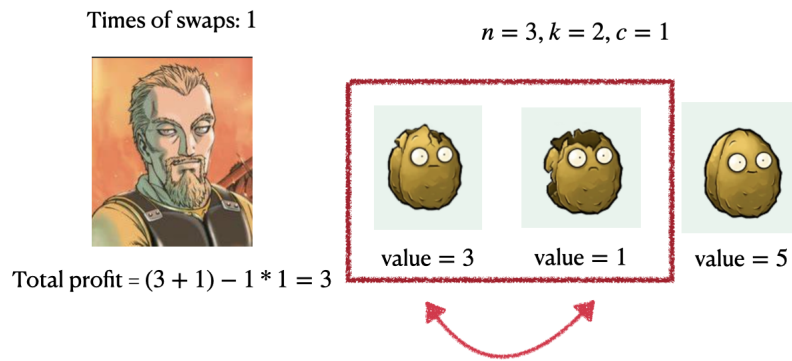 Times of swaps: 1
n = 3, k = 2, c = 1
value = 3
value = 1
value = 5
Total profit = (3 + 1) − 1 * 1 = 3